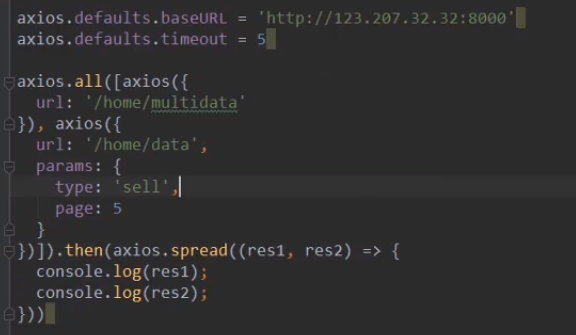 axios.defaults.baseURL = 'http://123.207.32.32:8000'
axios.defaults.timeout = 5

axios.all([axios({
  url: '/home/multidata'
}), axios({
  url: '/home/data',
  params: {
    type: 'sell',
    page: 5
  }
})]).then(axios.spread((res1, res2) => {
  console.log(res1);
  console.log(res2);
}))